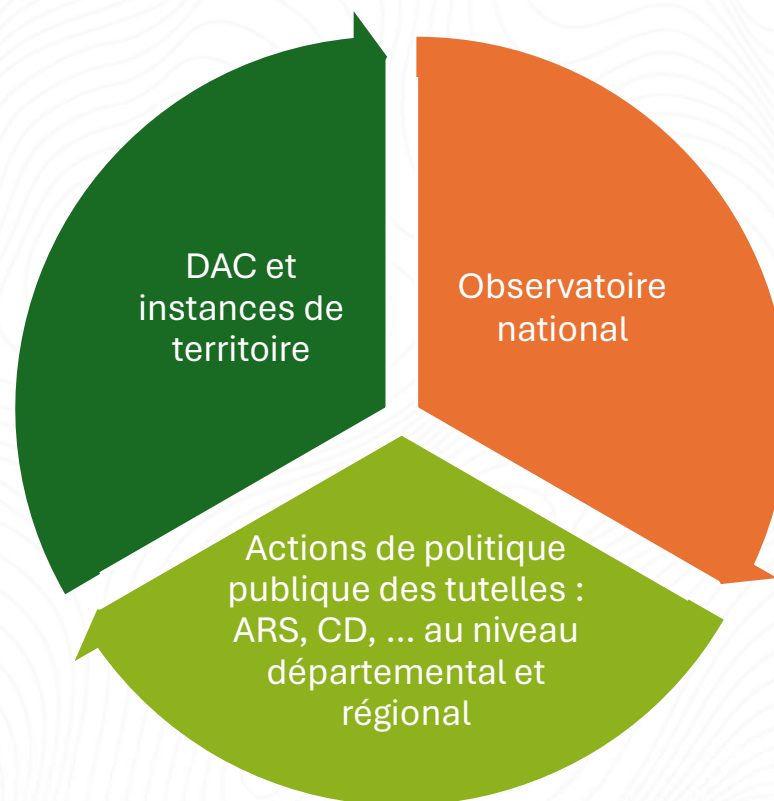 DAC et
instances de
territoire
Observatoire
national
Actions de politique
publique des tutelles :
ARS, CD, ... au niveau
départemental et
régional